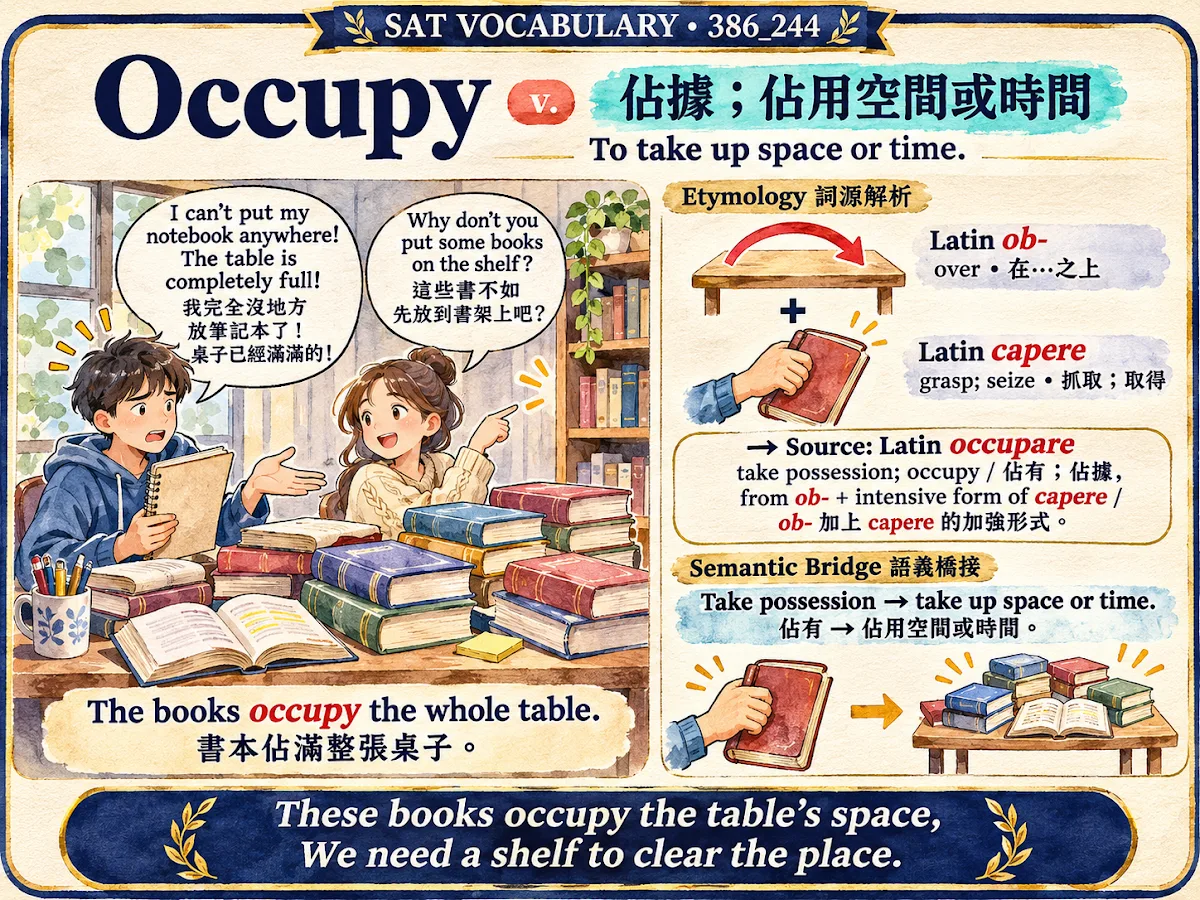 SAT VOCABULARY • 386_244
Occupy
v.
佔據；佔用空間或時間
To take up space or time.
I can't put my
notebook anywhere!
The table is
completely full!
我完全沒地方
放筆記本了！
桌子已經滿滿的！
Why don't you
put some books
on the shelf?
這些書不如
先放到書架上吧？
The books occupy the whole table.
書本佔滿整張桌子。
Etymology 詞源解析
Latin ob-
over • 在…之上
+
Latin capere
grasp; seize • 抓取；取得
→ Source: Latin occupare
take possession; occupy / 佔有；佔據，
from ob- + intensive form of capere /
ob- 加上 capere 的加強形式。
Semantic Bridge 語義橋接
Take possession → take up space or time.
佔有 → 佔用空間或時間。
These books occupy the table's space,
We need a shelf to clear the place.